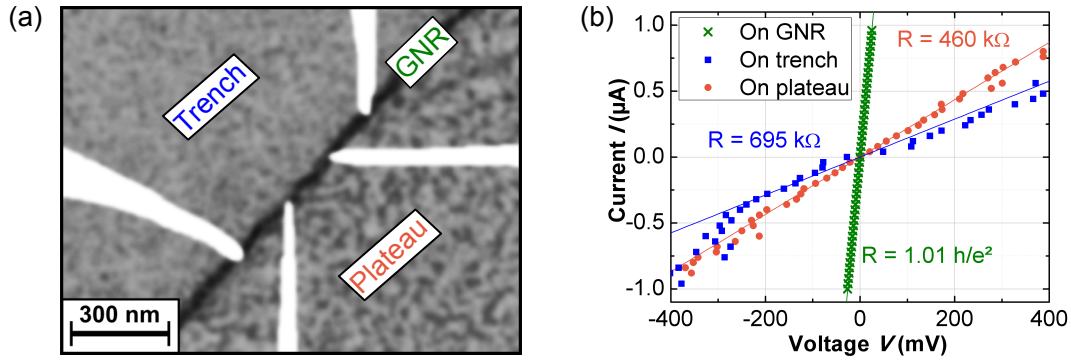 (a)
Trench
GNR
Plateau
300 nm
(b)
1.0
0.5
0.0
-0.5
-1.0
Current I (µA)
On GNR
On trench
On plateau
R = 460 kΩ
R = 695 kΩ
R = 1.01 h/e²
-400 -200 0 200 400
Voltage V (mV)